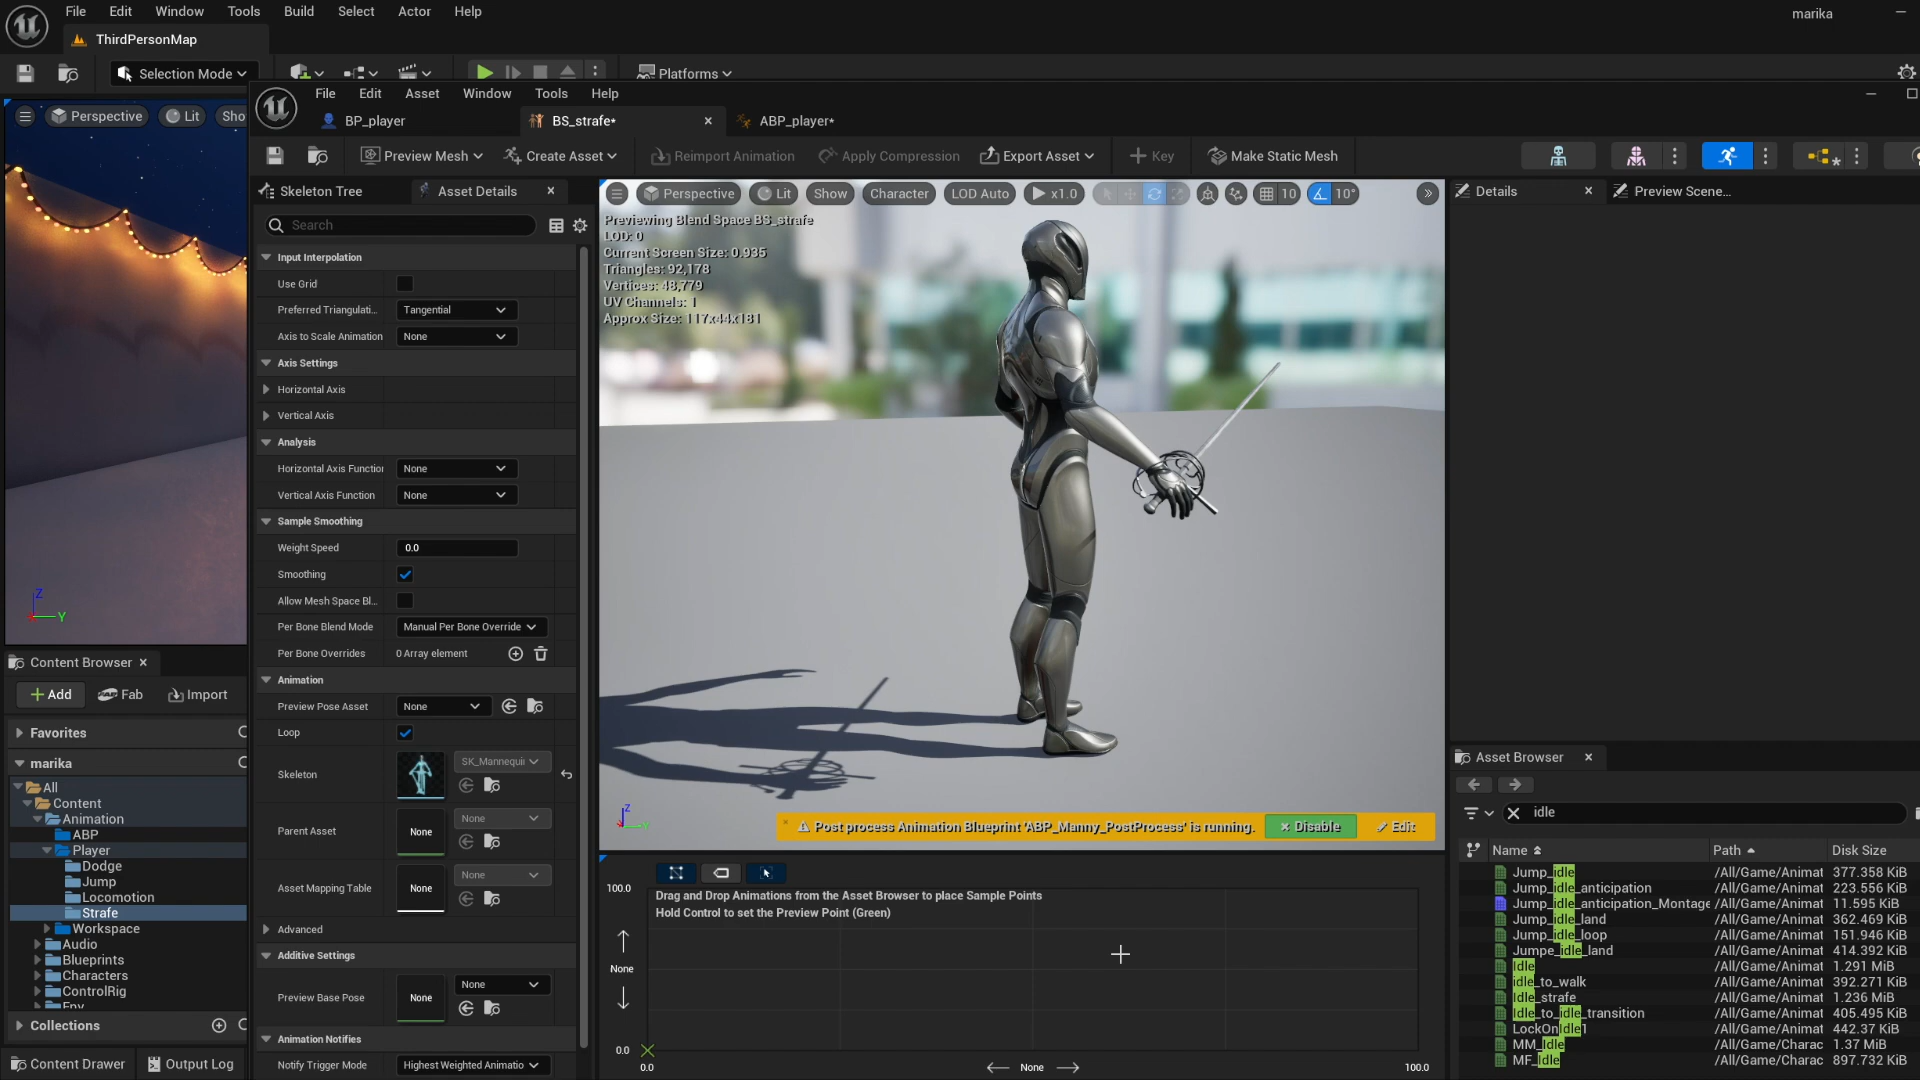 File Edit Window Tools Build Select Actor Help
marika
ThirdPersonMap
Selection Mode
Platforms
File Edit Asset Window Tools Help
BP_player
BS_strafe*
ABP_player*
Perspective Lit Sho
Preview Mesh
Create Asset
Reimport Animation
Apply Compression
Export Asset
Key
Make Static Mesh
Skeleton Tree
Asset Details
Search
Input Interpolation
Use Grid
Preferred Triangulati... Tangential
Axis to Scale Animation None
Axis Settings
Horizontal Axis
Vertical Axis
Analysis
Horizontal Axis Function None
Vertical Axis Function None
Sample Smoothing
Weight Speed 0.0
Smoothing
Allow Mesh Space Bl...
Per Bone Blend Mode Manual Per Bone Override
Per Bone Overrides 0 Array element
Animation
Preview Pose Asset None
Loop
Skeleton SK_Mannequi
Parent Asset None None
Asset Mapping Table None None
Advanced
Additive Settings
Preview Base Pose None None
Animation Notifies
Notify Trigger Mode Highest Weighted Animatio
Perspective Lit Show Character LOD Auto x1.0 10 10°
Previewing Blend Space BS_strafe
LOD: 0
Current Screen Size: 0.935
Triangles: 92,178
Vertices: 48,779
UV Channels: 1
Approx Size: 117x44x181
Z
Y
Post process Animation Blueprint 'ABP_Manny_PostProcess' is running.
Disable
Edit
100.0
Drag and Drop Animations from the Asset Browser to place Sample Points
Hold Control to set the Preview Point (Green)
None
0.0
0.0 None 100.0
Details
Preview Scene...
Asset Browser
idle
Name Path Disk Size
Jump_idle /All/Game/Animat 377.358 KiB
Jump_idle_anticipation /All/Game/Animat 223.556 KiB
Jump_idle_anticipation_Montage /All/Game/Animat 11.595 KiB
Jump_idle_land /All/Game/Animat 362.469 KiB
Jump_idle_loop /All/Game/Animat 151.946 KiB
Jumpe_idle_land /All/Game/Animat 414.392 KiB
Idle /All/Game/Animat 1.291 MiB
idle_to_walk /All/Game/Animat 392.271 KiB
Idle_strafe /All/Game/Animat 1.236 MiB
Idle_to_idle_transition /All/Game/Animat 405.495 KiB
LockOnIdle1 /All/Game/Animat 442.37 KiB
MM_Idle /All/Game/Charac 1.37 MiB
MF_Idle /All/Game/Charac 897.732 KiB
Z
Y
Content Browser
Add Fab Import
Favorites
marika
All
Content
Animation
ABP
Player
Dodge
Jump
Locomotion
Strafe
Workspace
Audio
Blueprints
Characters
ControlRig
Env
Collections
Content Drawer Output Log